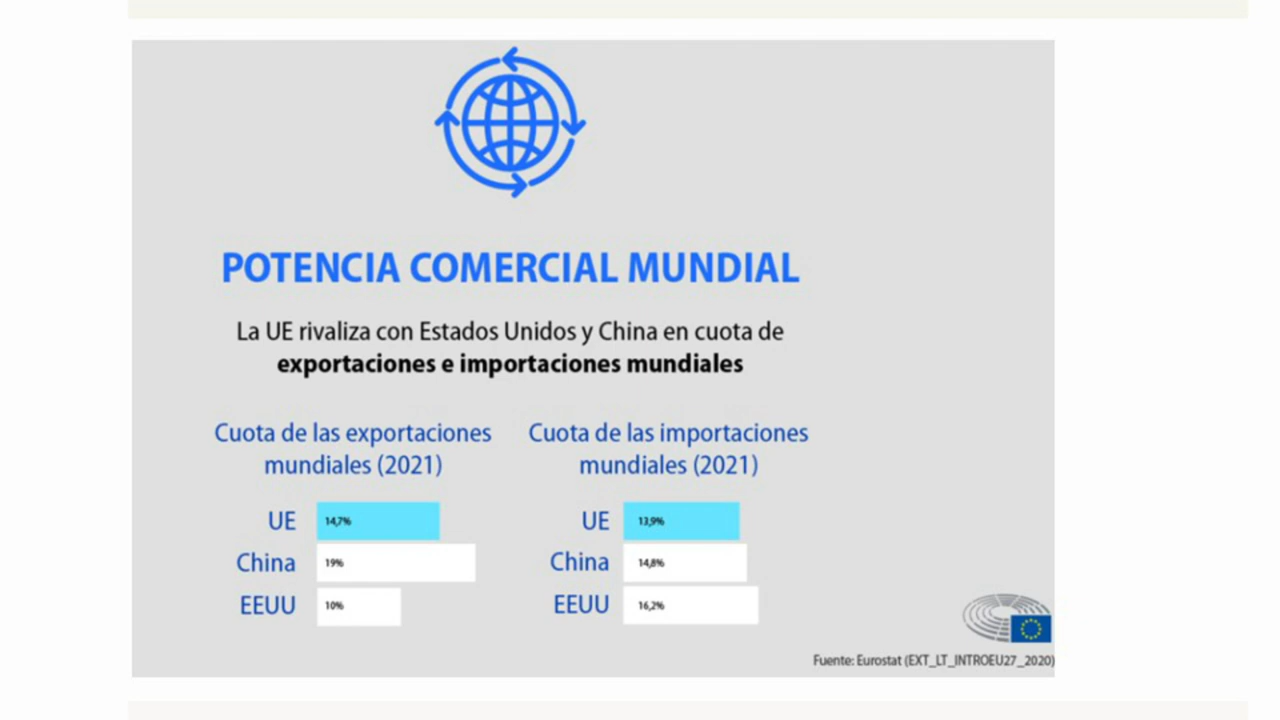 POTENCIA COMERCIAL MUNDIAL
La UE rivaliza con Estados Unidos y China en cuota de
exportaciones e importaciones mundiales
Cuota de las exportaciones
mundiales (2021)
UE 14,7%
China 19%
EEUU 10%
Cuota de las importaciones
mundiales (2021)
UE 13,9%
China 14,8%
EEUU 16,2%
Fuente: Eurostat (EXT_LT_INTROEU27_2020)